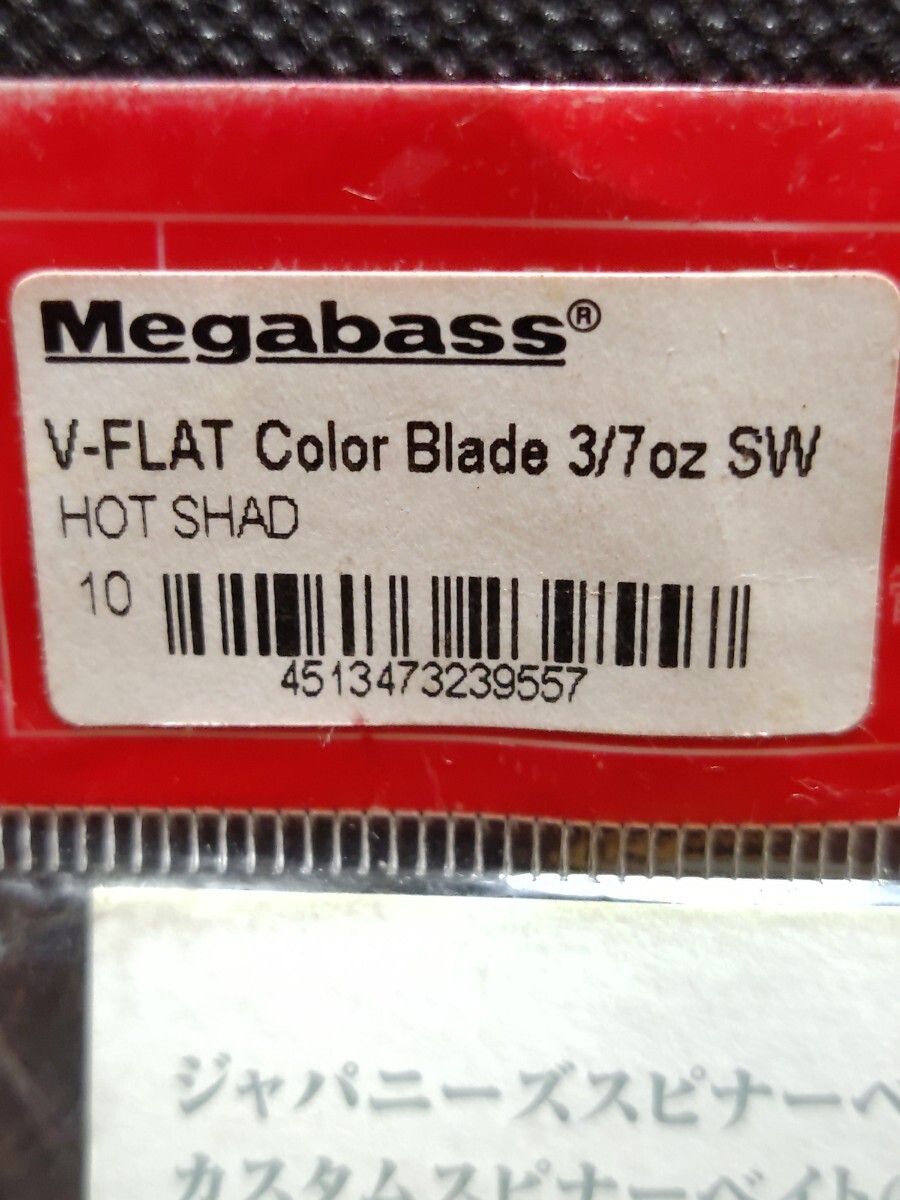 Megabass®
V-FLAT Color Blade 3/7oz SW
HOT SHAD
10
4513473239557
ジャパニーズスピナーベ
カスタムスピナーベイト